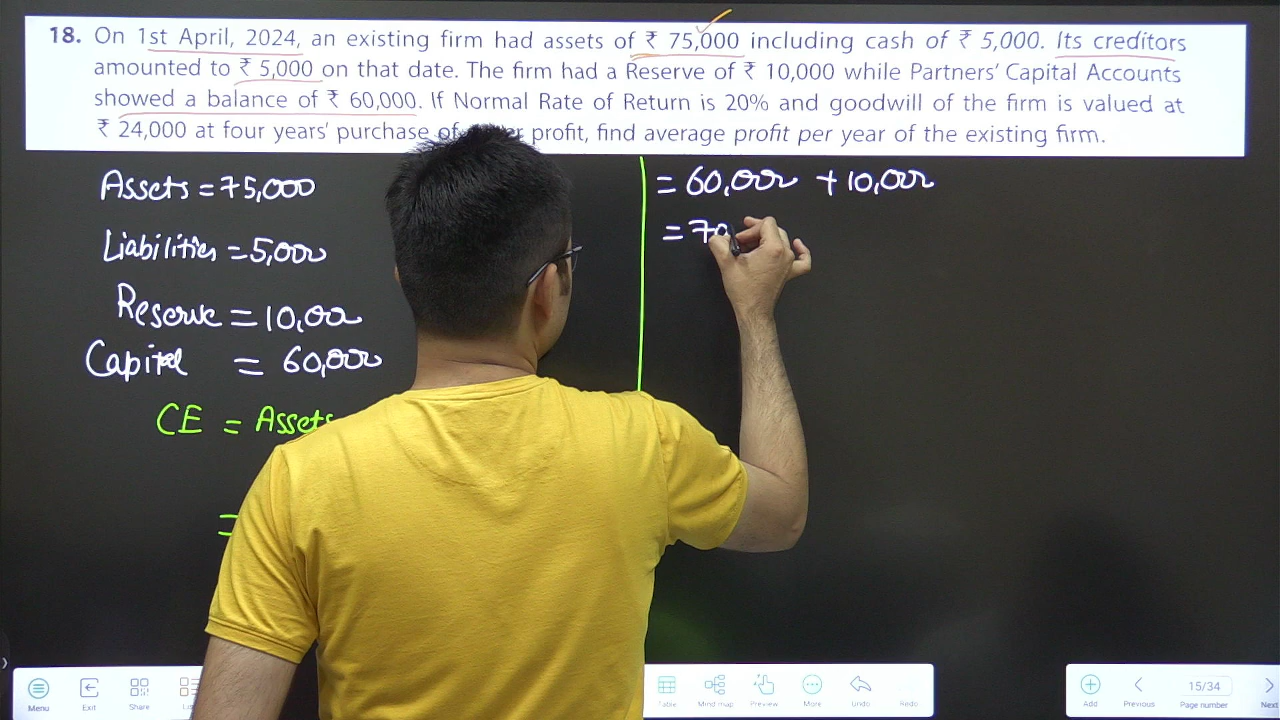 18. On 1st April, 2024, an existing firm had assets of ₹ 75,000 including cash of ₹ 5,000. Its creditors
amounted to ₹ 5,000 on that date. The firm had a Reserve of ₹ 10,000 while Partners' Capital Accounts
showed a balance of ₹ 60,000. If Normal Rate of Return is 20% and goodwill of the firm is valued at
₹ 24,000 at four years' purchase of profit, find average profit per year of the existing firm.
Assets = 75,000
Liabilities = 5,000
Reserve = 10,00
Capital = 60,000
CE = Assets
=
= 60,000 + 10,000
= 70
Menu
Exit
Share
Table
Mind map
Preview
More
Undo
Redo
Add
Previous
15/34
Page number
Next